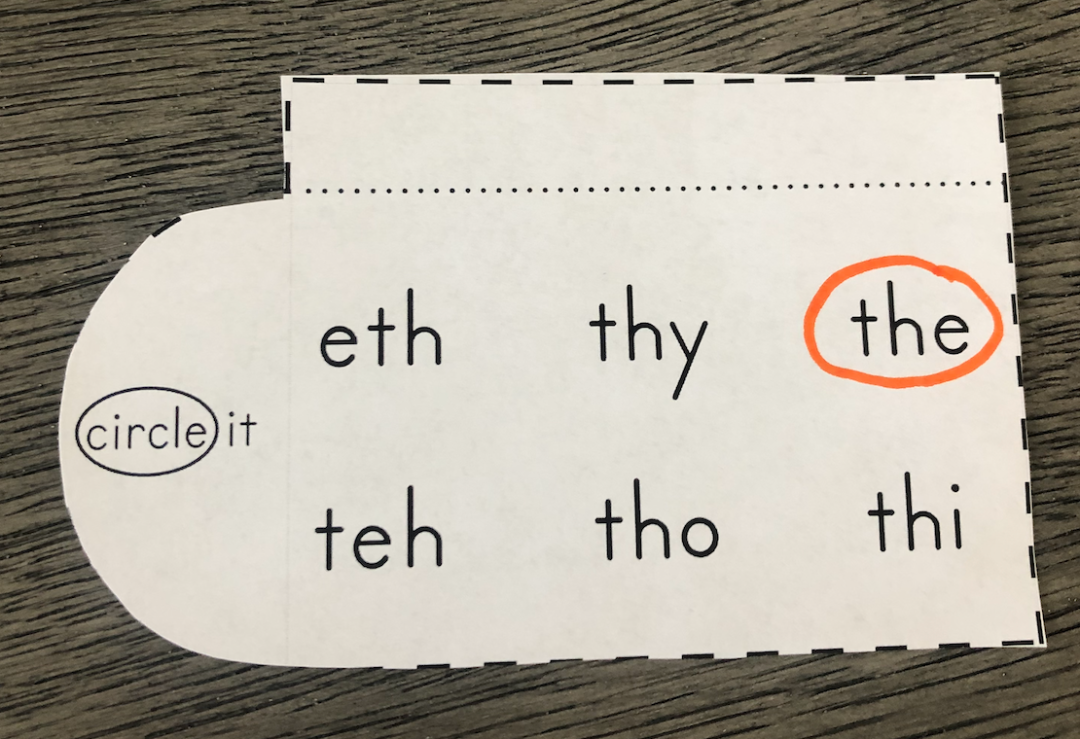 eth thy the
circle it
teh tho thi